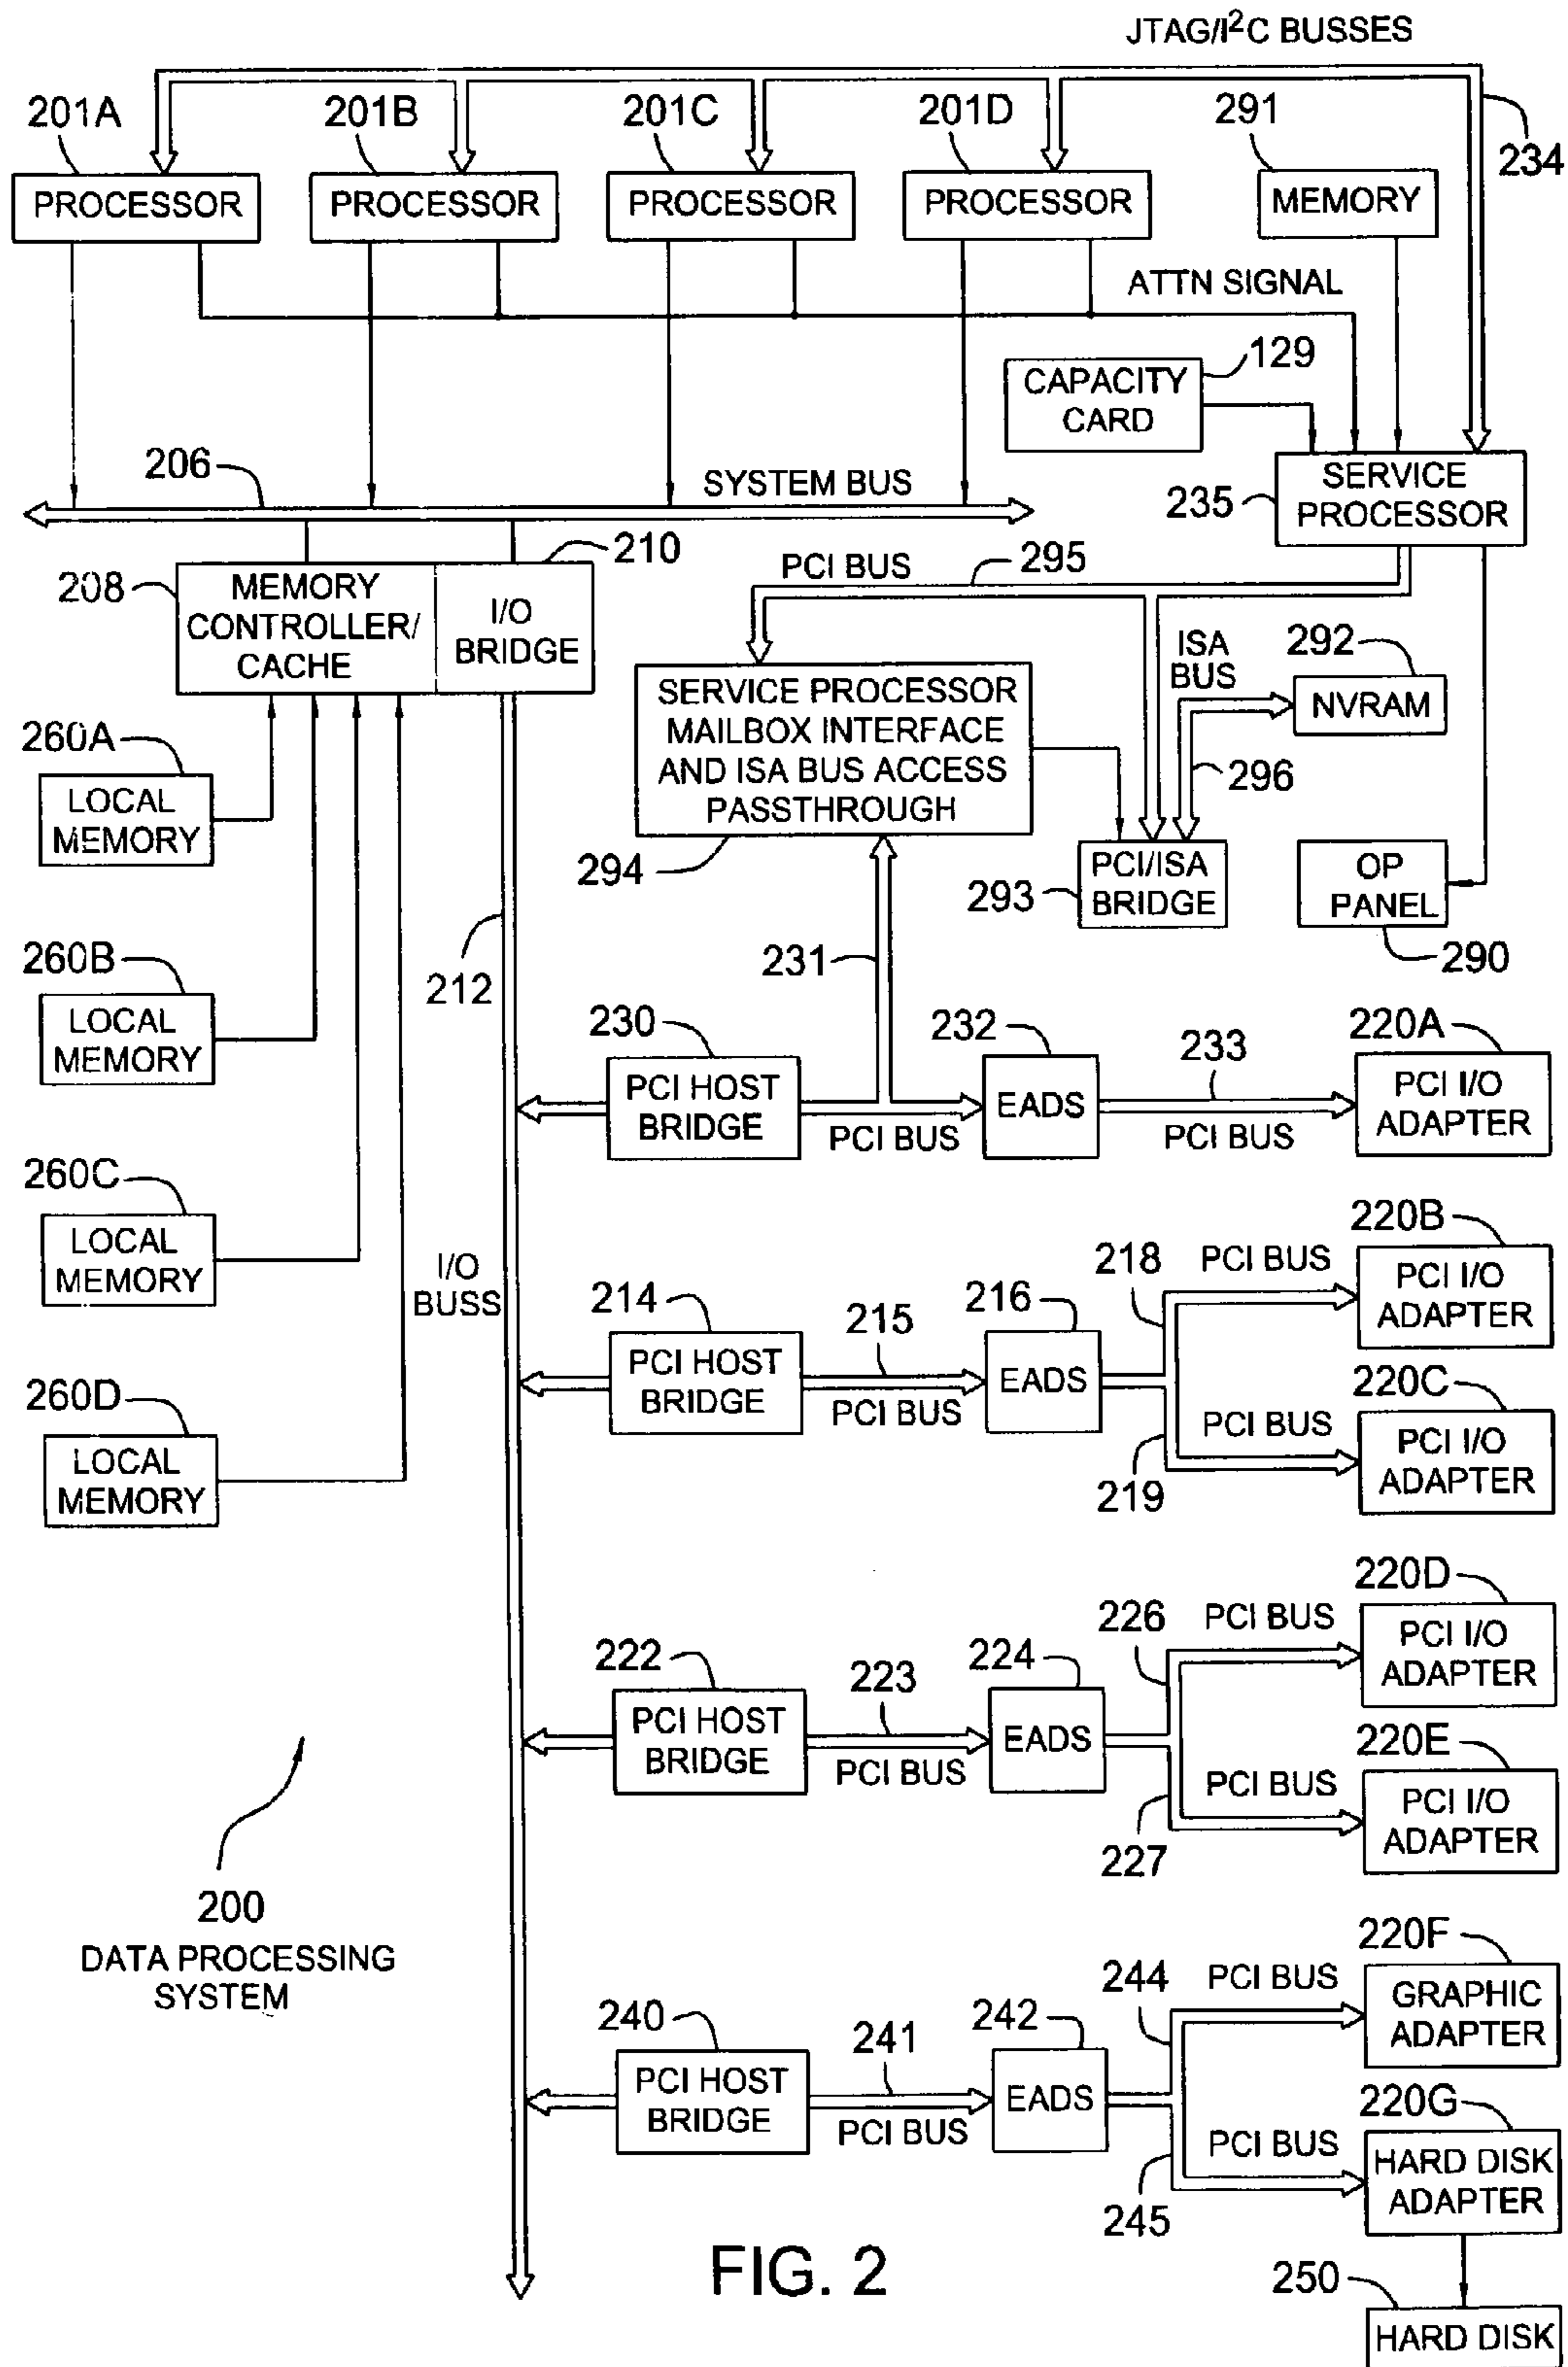 JTAG/I²C BUSSES
201A
201B
201C
201D
291
234
PROCESSOR
PROCESSOR
PROCESSOR
PROCESSOR
MEMORY
ATTN SIGNAL
CAPACITY
CARD
129
206
SYSTEM BUS
SERVICE
PROCESSOR
235
208
MEMORY
CONTROLLER/
CACHE
I/O
BRIDGE
210
PCI BUS
295
ISA
BUS
292
NVRAM
296
SERVICE PROCESSOR
MAILBOX INTERFACE
AND ISA BUS ACCESS
PASSTHROUGH
294
293
PCI/ISA
BRIDGE
OP
PANEL
290
260A
LOCAL
MEMORY
260B
LOCAL
MEMORY
260C
LOCAL
MEMORY
260D
LOCAL
MEMORY
212
I/O
BUSS
231
230
PCI HOST
BRIDGE
PCI BUS
232
EADS
233
PCI BUS
220A
PCI I/O
ADAPTER
214
PCI HOST
BRIDGE
215
PCI BUS
216
EADS
218
PCI BUS
220B
PCI I/O
ADAPTER
219
PCI BUS
220C
PCI I/O
ADAPTER
222
PCI HOST
BRIDGE
223
PCI BUS
224
EADS
226
PCI BUS
220D
PCI I/O
ADAPTER
227
PCI BUS
220E
PCI I/O
ADAPTER
200
DATA PROCESSING
SYSTEM
240
PCI HOST
BRIDGE
241
PCI BUS
242
EADS
244
PCI BUS
220F
GRAPHIC
ADAPTER
245
PCI BUS
220G
HARD DISK
ADAPTER
250
HARD DISK
FIG. 2